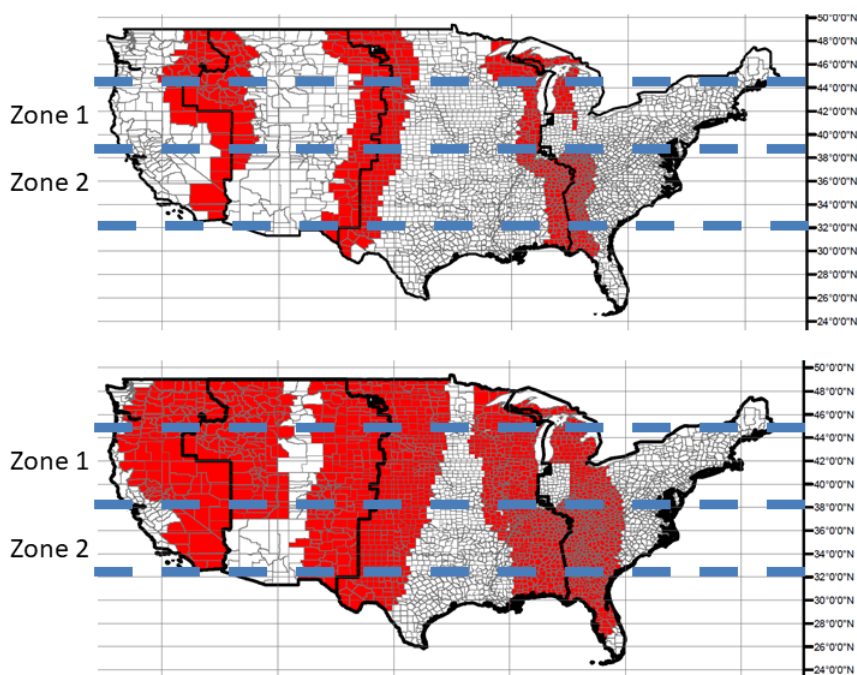 50°0'0"N
48°0'0"N
46°0'0"N
44°0'0"N
Zone 1
42°0'0"N
40°0'0"N
38°0'0"N
Zone 2
36°0'0"N
34°0'0"N
32°0'0"N
30°0'0"N
28°0'0"N
26°0'0"N
24°0'0"N
50°0'0"N
48°0'0"N
46°0'0"N
44°0'0"N
Zone 1
42°0'0"N
40°0'0"N
38°0'0"N
Zone 2
36°0'0"N
34°0'0"N
32°0'0"N
30°0'0"N
28°0'0"N
26°0'0"N
24°0'0"N